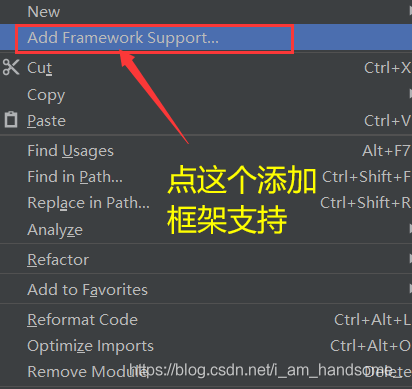 New
Add Framework Support...
Cut Ctrl+X
Copy
Paste Ctrl+V
Find Usages Alt+F7
Find in Path... Ctrl+Shift+F
点这个添加
Replace in Path... Ctrl+Shift+R
框架支持
Analyze
Refactor
Add to Favorites
Reformat Code Ctrl+Alt+L
Optimize Imports Ctrl+Alt+O
Remove Module Delete
https://blog.csdn.net/i_am_handsome_